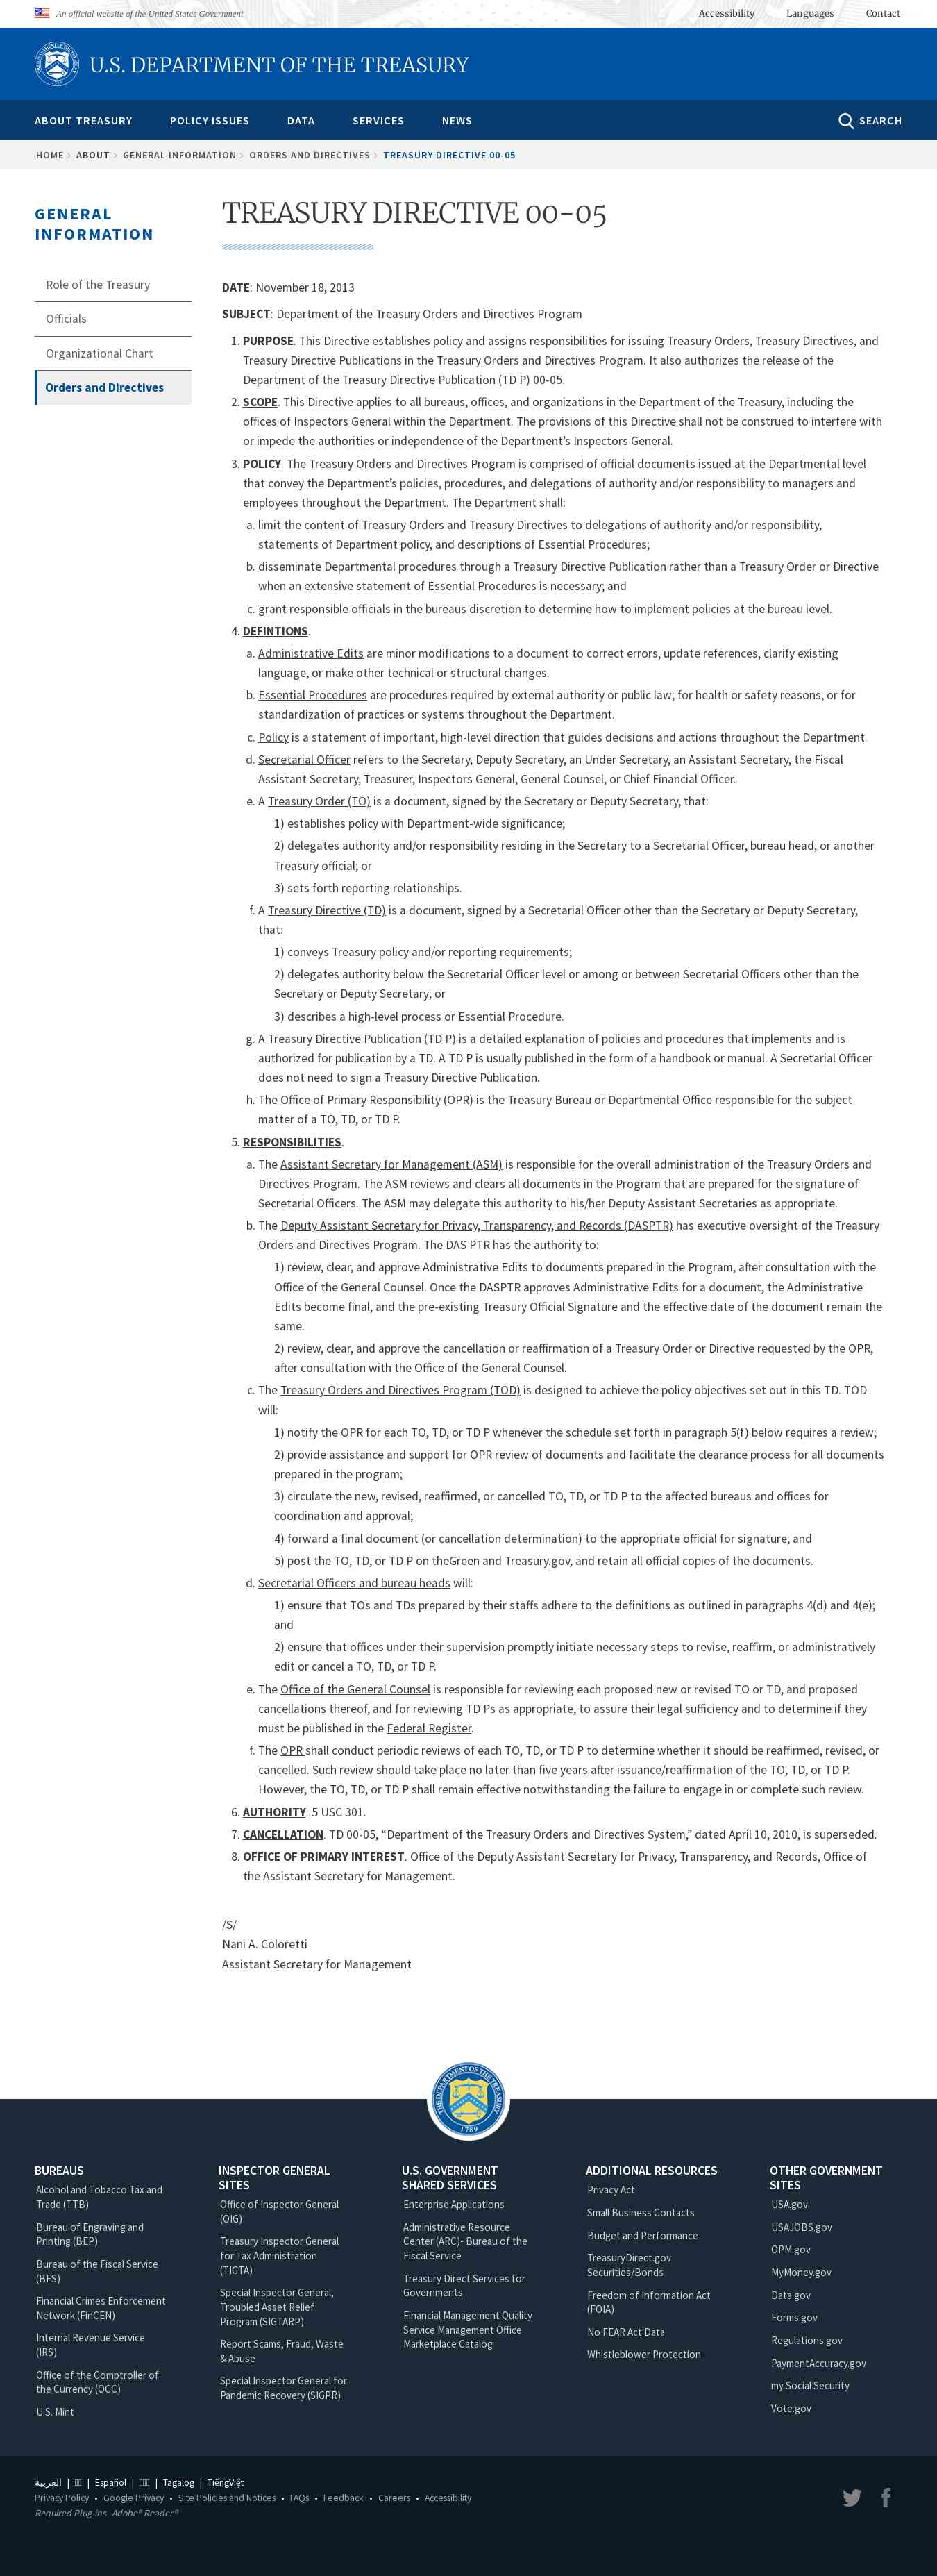 An official website of the United States Government
Accessibility Languages Contact
U.S. DEPARTMENT OF THE TREASURY
ABOUT TREASURY POLICY ISSUES DATA SERVICES NEWS SEARCH
HOME ABOUT GENERAL INFORMATION ORDERS AND DIRECTIVES TREASURY DIRECTIVE 00-05
GENERAL
INFORMATION
Role of the Treasury
Officials
Organizational Chart
Orders and Directives
TREASURY DIRECTIVE 00-05
DATE: November 18, 2013
SUBJECT: Department of the Treasury Orders and Directives Program
1. PURPOSE. This Directive establishes policy and assigns responsibilities for issuing Treasury Orders, Treasury Directives, and
Treasury Directive Publications in the Treasury Orders and Directives Program. It also authorizes the release of the
Department of the Treasury Directive Publication (TD P) 00-05.
2. SCOPE. This Directive applies to all bureaus, offices, and organizations in the Department of the Treasury, including the
offices of Inspectors General within the Department. The provisions of this Directive shall not be construed to interfere with
or impede the authorities or independence of the Department’s Inspectors General.
3. POLICY. The Treasury Orders and Directives Program is comprised of official documents issued at the Departmental level
that convey the Department’s policies, procedures, and delegations of authority and/or responsibility to managers and
employees throughout the Department. The Department shall:
a. limit the content of Treasury Orders and Treasury Directives to delegations of authority and/or responsibility,
statements of Department policy, and descriptions of Essential Procedures;
b. disseminate Departmental procedures through a Treasury Directive Publication rather than a Treasury Order or Directive
when an extensive statement of Essential Procedures is necessary; and
c. grant responsible officials in the bureaus discretion to determine how to implement policies at the bureau level.
4. DEFINTIONS.
a. Administrative Edits are minor modifications to a document to correct errors, update references, clarify existing
language, or make other technical or structural changes.
b. Essential Procedures are procedures required by external authority or public law; for health or safety reasons; or for
standardization of practices or systems throughout the Department.
c. Policy is a statement of important, high-level direction that guides decisions and actions throughout the Department.
d. Secretarial Officer refers to the Secretary, Deputy Secretary, an Under Secretary, an Assistant Secretary, the Fiscal
Assistant Secretary, Treasurer, Inspectors General, General Counsel, or Chief Financial Officer.
e. A Treasury Order (TO) is a document, signed by the Secretary or Deputy Secretary, that:
1) establishes policy with Department-wide significance;
2) delegates authority and/or responsibility residing in the Secretary to a Secretarial Officer, bureau head, or another
Treasury official; or
3) sets forth reporting relationships.
f. A Treasury Directive (TD) is a document, signed by a Secretarial Officer other than the Secretary or Deputy Secretary,
that:
1) conveys Treasury policy and/or reporting requirements;
2) delegates authority below the Secretarial Officer level or among or between Secretarial Officers other than the
Secretary or Deputy Secretary; or
3) describes a high-level process or Essential Procedure.
g. A Treasury Directive Publication (TD P) is a detailed explanation of policies and procedures that implements and is
authorized for publication by a TD. A TD P is usually published in the form of a handbook or manual. A Secretarial Officer
does not need to sign a Treasury Directive Publication.
h. The Office of Primary Responsibility (OPR) is the Treasury Bureau or Departmental Office responsible for the subject
matter of a TO, TD, or TD P.
5. RESPONSIBILITIES.
a. The Assistant Secretary for Management (ASM) is responsible for the overall administration of the Treasury Orders and
Directives Program. The ASM reviews and clears all documents in the Program that are prepared for the signature of
Secretarial Officers. The ASM may delegate this authority to his/her Deputy Assistant Secretaries as appropriate.
b. The Deputy Assistant Secretary for Privacy, Transparency, and Records (DASPTR) has executive oversight of the Treasury
Orders and Directives Program. The DAS PTR has the authority to:
1) review, clear, and approve Administrative Edits to documents prepared in the Program, after consultation with the
Office of the General Counsel. Once the DASPTR approves Administrative Edits for a document, the Administrative
Edits become final, and the pre-existing Treasury Official Signature and the effective date of the document remain the
same.
2) review, clear, and approve the cancellation or reaffirmation of a Treasury Order or Directive requested by the OPR,
after consultation with the Office of the General Counsel.
c. The Treasury Orders and Directives Program (TOD) is designed to achieve the policy objectives set out in this TD. TOD
will:
1) notify the OPR for each TO, TD, or TD P whenever the schedule set forth in paragraph 5(f) below requires a review;
2) provide assistance and support for OPR review of documents and facilitate the clearance process for all documents
prepared in the program;
3) circulate the new, revised, reaffirmed, or cancelled TO, TD, or TD P to the affected bureaus and offices for
coordination and approval;
4) forward a final document (or cancellation determination) to the appropriate official for signature; and
5) post the TO, TD, or TD P on theGreen and Treasury.gov, and retain all official copies of the documents.
d. Secretarial Officers and bureau heads will:
1) ensure that TOs and TDs prepared by their staffs adhere to the definitions as outlined in paragraphs 4(d) and 4(e);
and
2) ensure that offices under their supervision promptly initiate necessary steps to revise, reaffirm, or administratively
edit or cancel a TO, TD, or TD P.
e. The Office of the General Counsel is responsible for reviewing each proposed new or revised TO or TD, and proposed
cancellations thereof, and for reviewing TD Ps as appropriate, to assure their legal sufficiency and to determine if they
must be published in the Federal Register.
f. The OPR shall conduct periodic reviews of each TO, TD, or TD P to determine whether it should be reaffirmed, revised, or
cancelled. Such review should take place no later than five years after issuance/reaffirmation of the TO, TD, or TD P.
However, the TO, TD, or TD P shall remain effective notwithstanding the failure to engage in or complete such review.
6. AUTHORITY. 5 USC 301.
7. CANCELLATION. TD 00-05, “Department of the Treasury Orders and Directives System,” dated April 10, 2010, is superseded.
8. OFFICE OF PRIMARY INTEREST. Office of the Deputy Assistant Secretary for Privacy, Transparency, and Records, Office of
the Assistant Secretary for Management.
/S/
Nani A. Coloretti
Assistant Secretary for Management
THE DEPARTMENT OF THE TREASURY
1789
BUREAUS
Alcohol and Tobacco Tax and
Trade (TTB)
Bureau of Engraving and
Printing (BEP)
Bureau of the Fiscal Service
(BFS)
Financial Crimes Enforcement
Network (FinCEN)
Internal Revenue Service
(IRS)
Office of the Comptroller of
the Currency (OCC)
U.S. Mint
INSPECTOR GENERAL
SITES
Office of Inspector General
(OIG)
Treasury Inspector General
for Tax Administration
(TIGTA)
Special Inspector General,
Troubled Asset Relief
Program (SIGTARP)
Report Scams, Fraud, Waste
& Abuse
Special Inspector General for
Pandemic Recovery (SIGPR)
U.S. GOVERNMENT
SHARED SERVICES
Enterprise Applications
Administrative Resource
Center (ARC)- Bureau of the
Fiscal Service
Treasury Direct Services for
Governments
Financial Management Quality
Service Management Office
Marketplace Catalog
ADDITIONAL RESOURCES
Privacy Act
Small Business Contacts
Budget and Performance
TreasuryDirect.gov
Securities/Bonds
Freedom of Information Act
(FOIA)
No FEAR Act Data
Whistleblower Protection
OTHER GOVERNMENT
SITES
USA.gov
USAJOBS.gov
OPM.gov
MyMoney.gov
Data.gov
Forms.gov
Regulations.gov
PaymentAccuracy.gov
my Social Security
Vote.gov
العربية | | Español | | Tagalog | TiếngViệt
Privacy Policy • Google Privacy • Site Policies and Notices • FAQs • Feedback • Careers • Accessibility
Required Plug-ins Adobe® Reader®